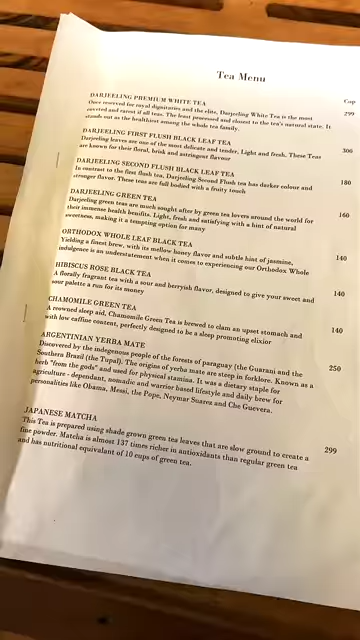 Tea Menu
Cup
DARJEELING PREMIUM WHITE TEA
Once reserved for royal dignitaries and the elite, Darjeeling White Tea is the most
coveted and rarest if all teas. The least processed and closest to the tea's natural state. It
stands out as the healthiest among the whole tea family.
299
DARJEELING FIRST FLUSH BLACK LEAF TEA
Darjeeling leaves are one of the most delicate and tender, Light and fresh. These Teas
are known for their floral, brisk and astringent flavour
300
DARJEELING SECOND FLUSH BLACK LEAF TEA
In contrast to the first flush tea, Darjeeling Second Flush tea has darker colour and
stronger flavor. These teas are full bodied with a fruity touch
180
DARJEELING GREEN TEA
Darjeeling green teas are much sought after by green tea lovers around the world for
their immense health benefits. Light, fresh and satisfying with a hint of natural
sweetness, making it a tempting option for many
160
ORTHODOX WHOLE LEAF BLACK TEA
Yielding a finest brew, with its mellow honey flavor and subtle hint of jasmine,
indulgence is an understatement when it comes to experiencing our Orthodox Whole
140
HIBISCUS ROSE BLACK TEA
A florally fragrant tea with a sour and berryish flavor, designed to give your sweet and
sour palette a run for its money
140
CHAMOMILE GREEN TEA
A renowned sleep aid, Chamomile Green Tea is brewed to clam an upset stomach and
with low caffine content, perfectly designed to be a sleep promoting elixior
140
ARGENTINIAN YERBA MATE
Discovered by the indegenous people of the forests of paraguay (the Guarani and the
Southern Brazil (the Tupal). The origins of yerba mate are steep in forklore. Known as a
herb "from the gods" and used for physical stamina. It was a dietary staple for
agriculture - dependant, nomadic and warrior based lifestyle and daily brew for
personalities like Obama, Messi, the Pope, Neymar Suarez and Che Guevera.
250
JAPANESE MATCHA
This Tea is prepared using shade grown green tea leaves that are slow ground to create a
fine powder. Matcha is almost 137 times richer in antioxidants than regular green tea
and has nutritional equivalant of 10 cups of green tea.
299